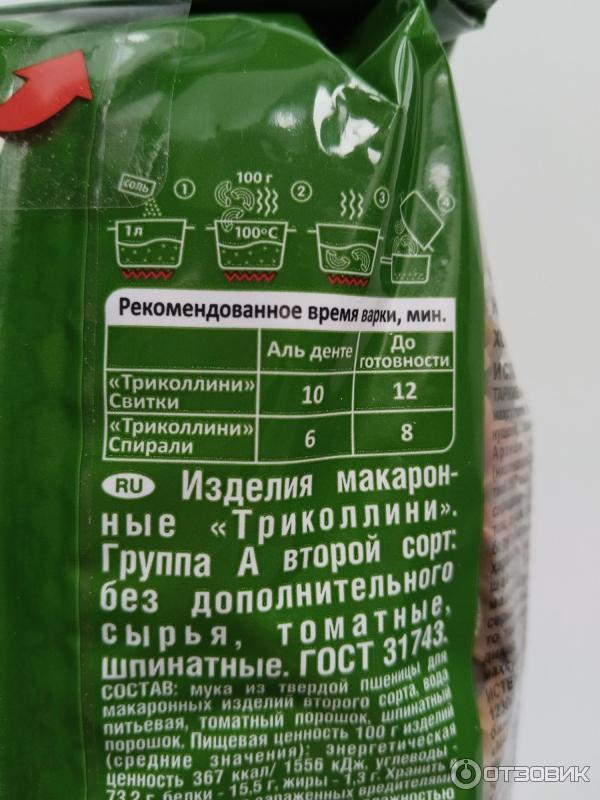 соль 1 100 г 2 3 4
1 л 100°C
Рекомендованное время варки, мин.
Аль денте До готовности
«Триколлини» Свитки 10 12
«Триколлини» Спирали 6 8
RU Изделия макарон-
ные «Триколлини».
Группа А второй сорт:
без дополнительного
сырья, томатные,
шпинатные. ГОСТ 31743.
СОСТАВ: мука из твердой пшеницы для
макаронных изделий второго сорта, вода
питьевая, томатный порошок, шпинатный
порошок. Пищевая ценность 100 г изделий
(средние значения): энергетическая
ценность 367 ккал/ 1556 кДж, углеводы -
73,2 г, белки - 15,5 г, жиры - 1,3 г. Хранить
зараженных вредителями
ОТЗОВИК